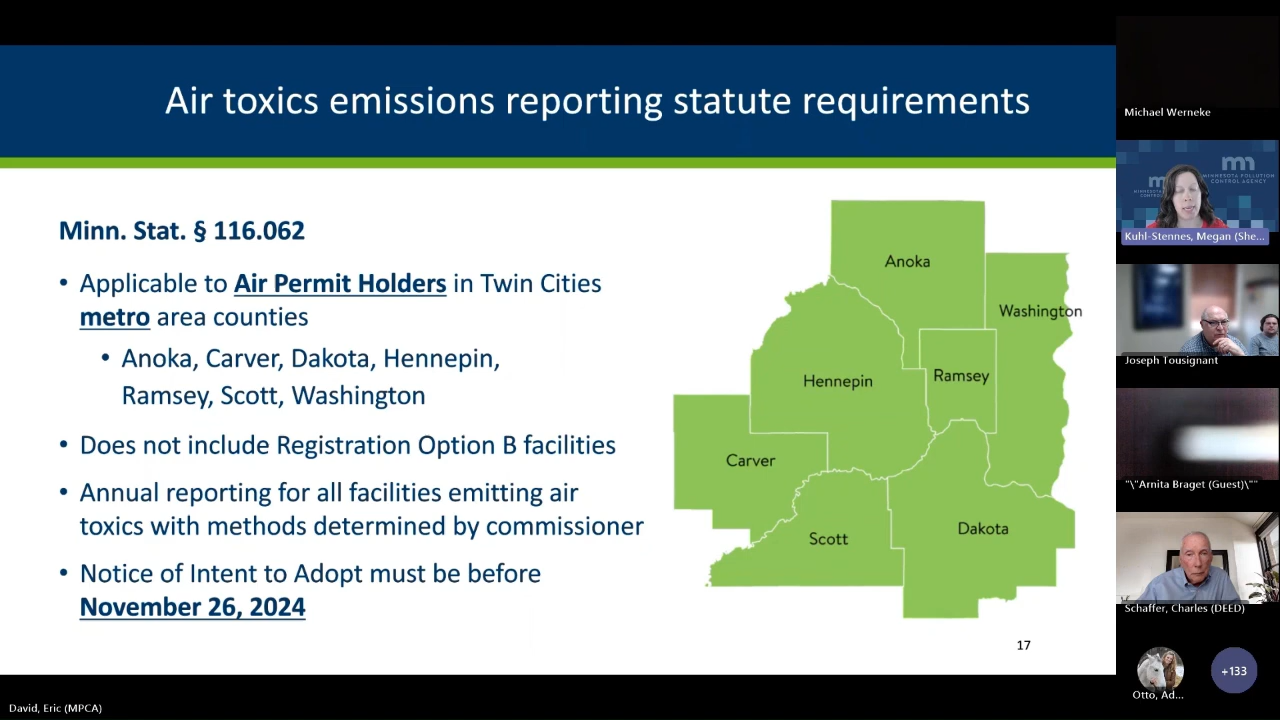 Air toxics emissions reporting statute requirements
Minn. Stat. § 116.062
• Applicable to Air Permit Holders in Twin Cities
metro area counties
• Anoka, Carver, Dakota, Hennepin,
Ramsey, Scott, Washington
• Does not include Registration Option B facilities
• Annual reporting for all facilities emitting air
toxics with methods determined by commissioner
• Notice of Intent to Adopt must be before
November 26, 2024
Anoka
Washington
Hennepin
Ramsey
Carver
Scott
Dakota
17
Michael Werneke
MINNESOTA POLLUTION
CONTROL AGENCY
Kuhl-Stennes, Megan (She...
Joseph Tousignant
"\"Arnita Braget (Guest)\""
Schaffer, Charles (DEED)
Otto, Ad...
+133
David, Eric (MPCA)